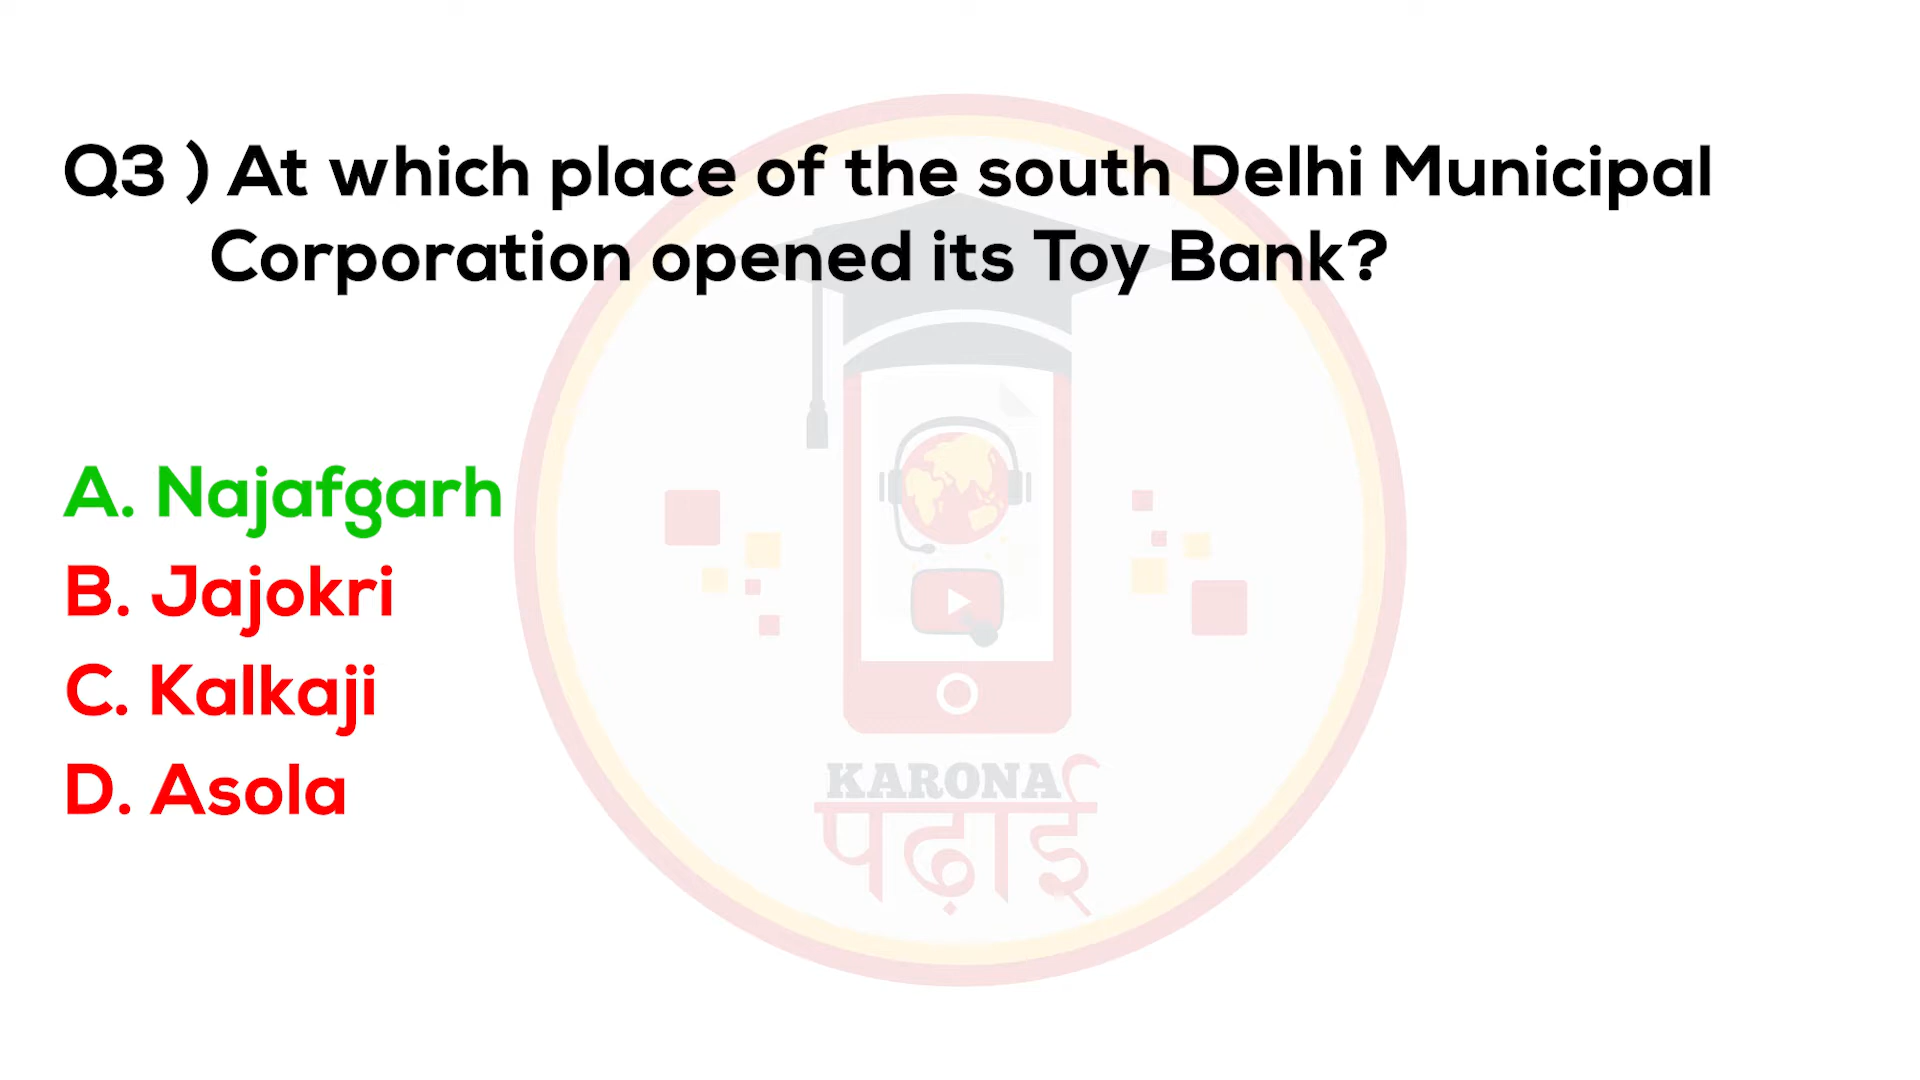 Q3 ) At which place of the south Delhi Municipal
Corporation opened its Toy Bank?
A. Najafgarh
B. Jajokri
C. Kalkaji
D. Asola
KARONA
पढ़ाई